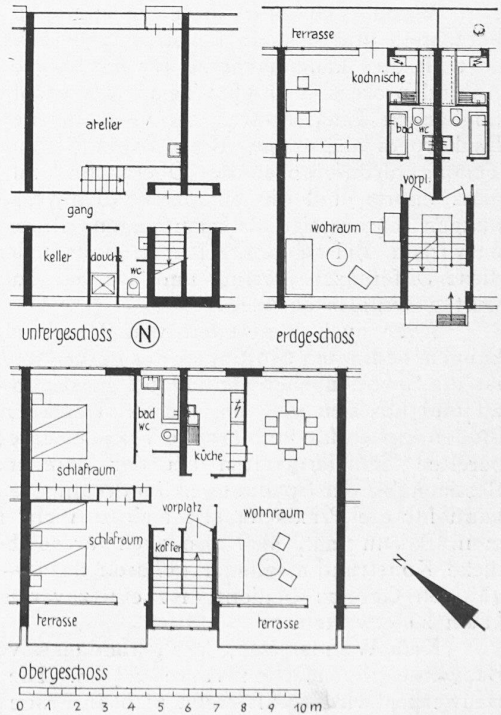 atelier
gang
keller
douche
wc
untergeschoss
N
terrasse
kochnische
bad wc
vorpl.
wohraum
erdgeschoss
bad
wc
küche
schlafraum
vorplatz
wohnraum
schlafraum
koffer
terrasse
terrasse
N
obergeschoss
0 1 2 3 4 5 6 7 8 9 10 m